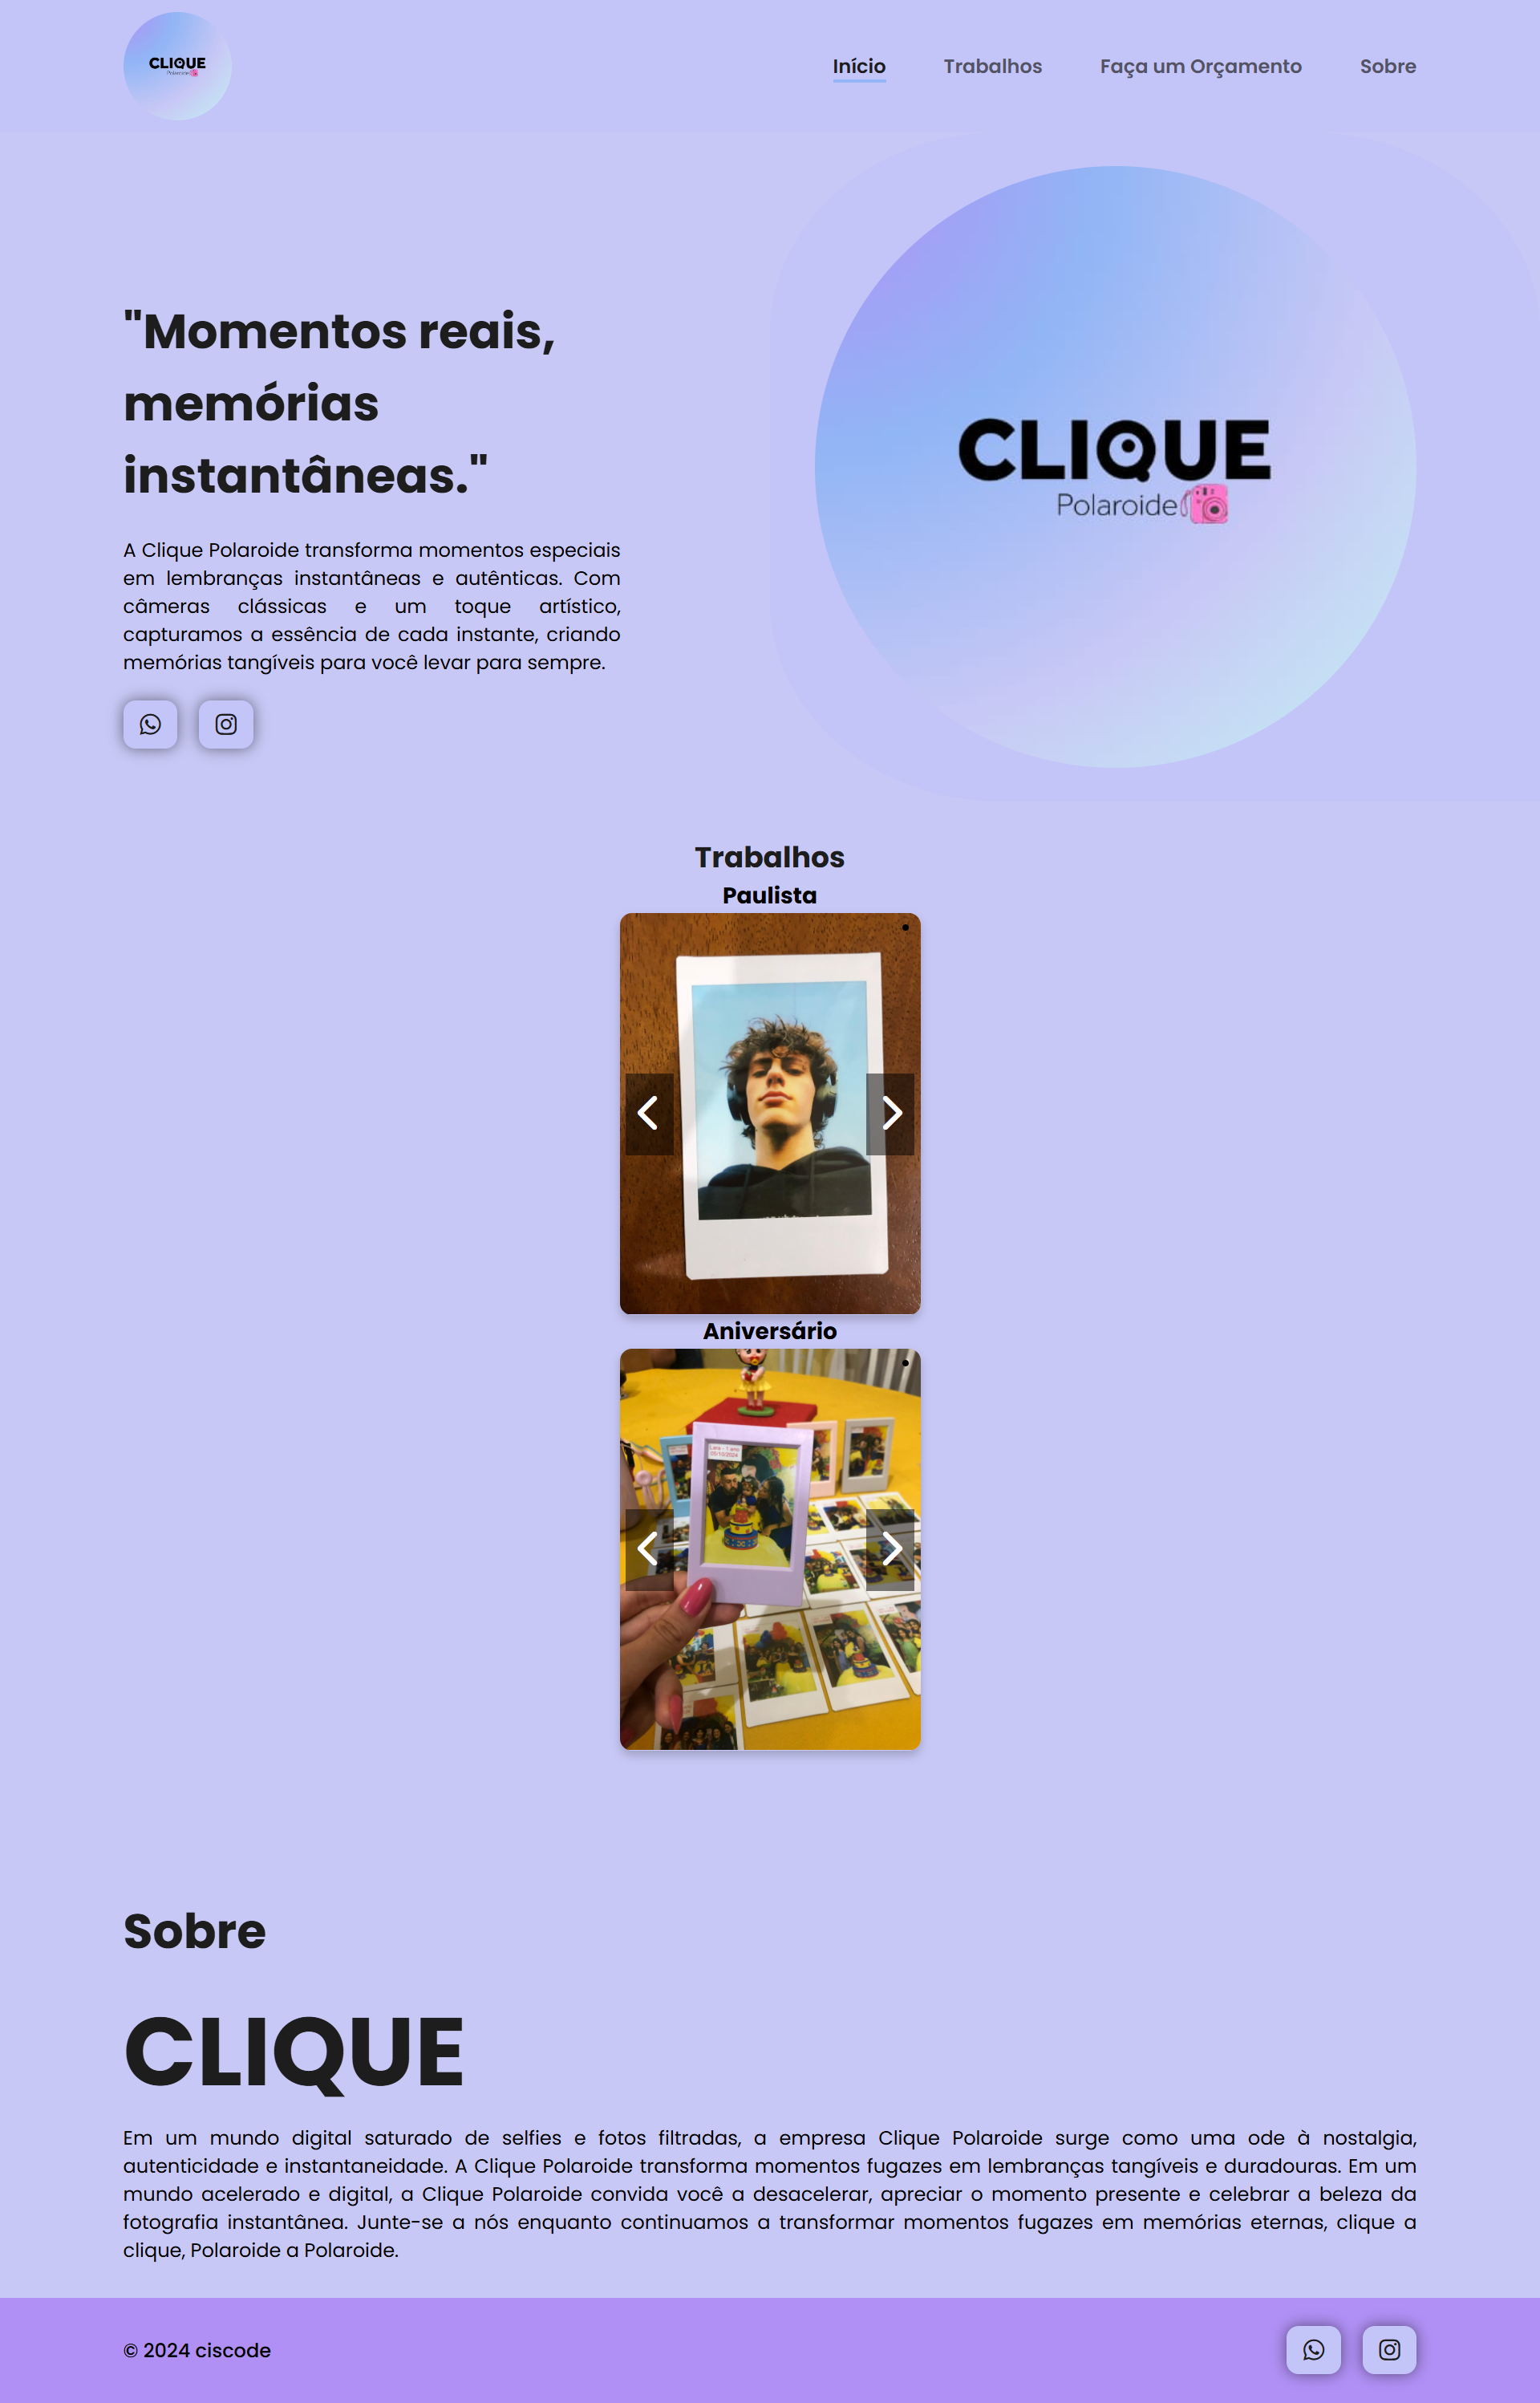 CLIQUE
Polaroide
Início
Trabalhos
Faça um Orçamento
Sobre
"Momentos reais,
memórias
instantâneas."
CLIQUE
Polaroide
A Clique Polaroide transforma momentos especiais
em lembranças instantâneas e autênticas. Com
câmeras clássicas e um toque artístico,
capturamos a essência de cada instante, criando
memórias tangíveis para você levar para sempre.
Trabalhos
Paulista
Aniversário
Sobre
CLIQUE
Em um mundo digital saturado de selfies e fotos filtradas, a empresa Clique Polaroide surge como uma ode à nostalgia,
autenticidade e instantaneidade. A Clique Polaroide transforma momentos fugazes em lembranças tangíveis e duradouras. Em um
mundo acelerado e digital, a Clique Polaroide convida você a desacelerar, apreciar o momento presente e celebrar a beleza da
fotografia instantânea. Junte-se a nós enquanto continuamos a transformar momentos fugazes em memórias eternas, clique a
clique, Polaroide a Polaroide.
© 2024 ciscode